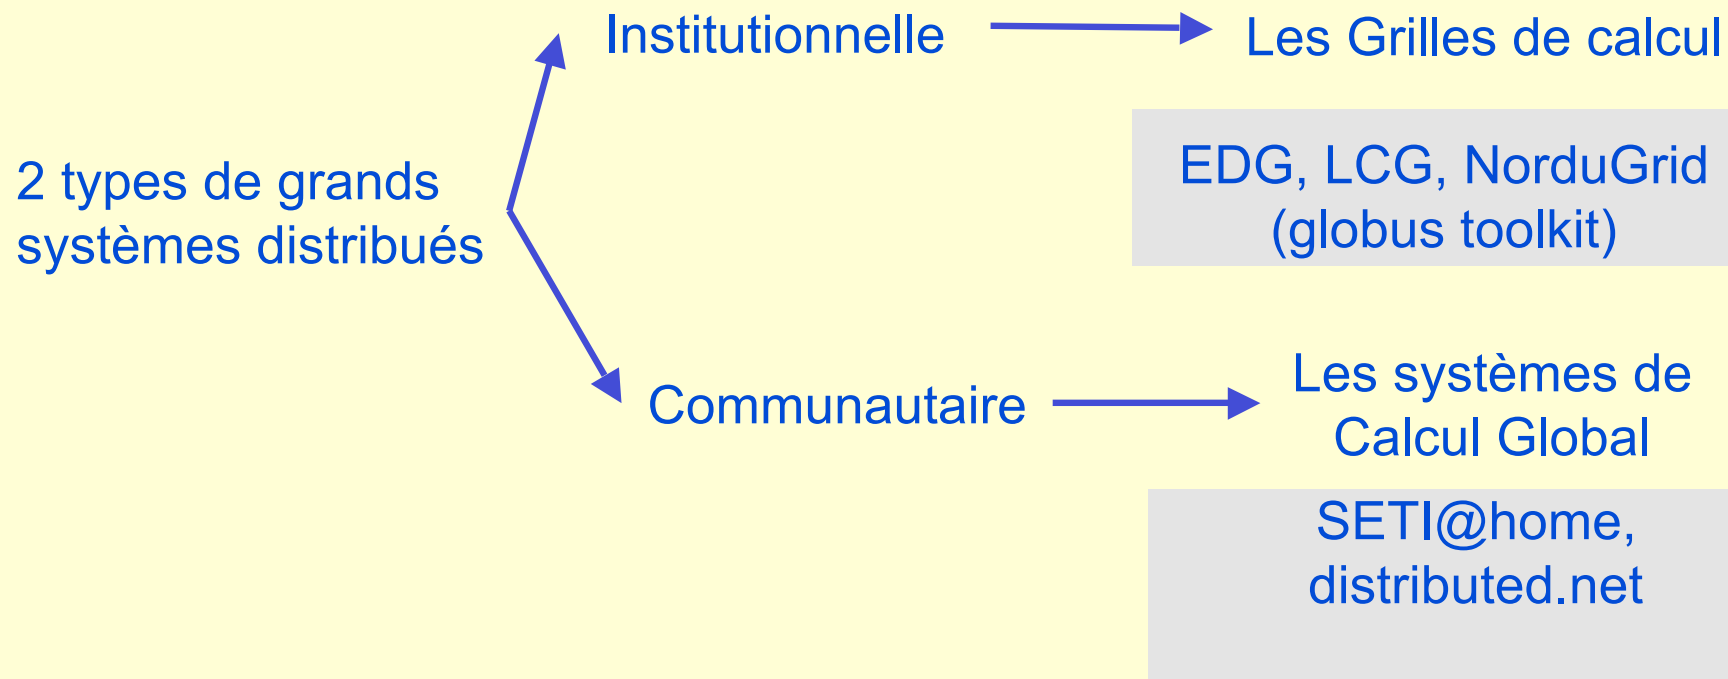 2 types de grands
systèmes distribués
Institutionnelle
Les Grilles de calcul
EDG, LCG, NorduGrid
(globus toolkit)
Communautaire
Les systèmes de
Calcul Global
SETI@home,
distributed.net